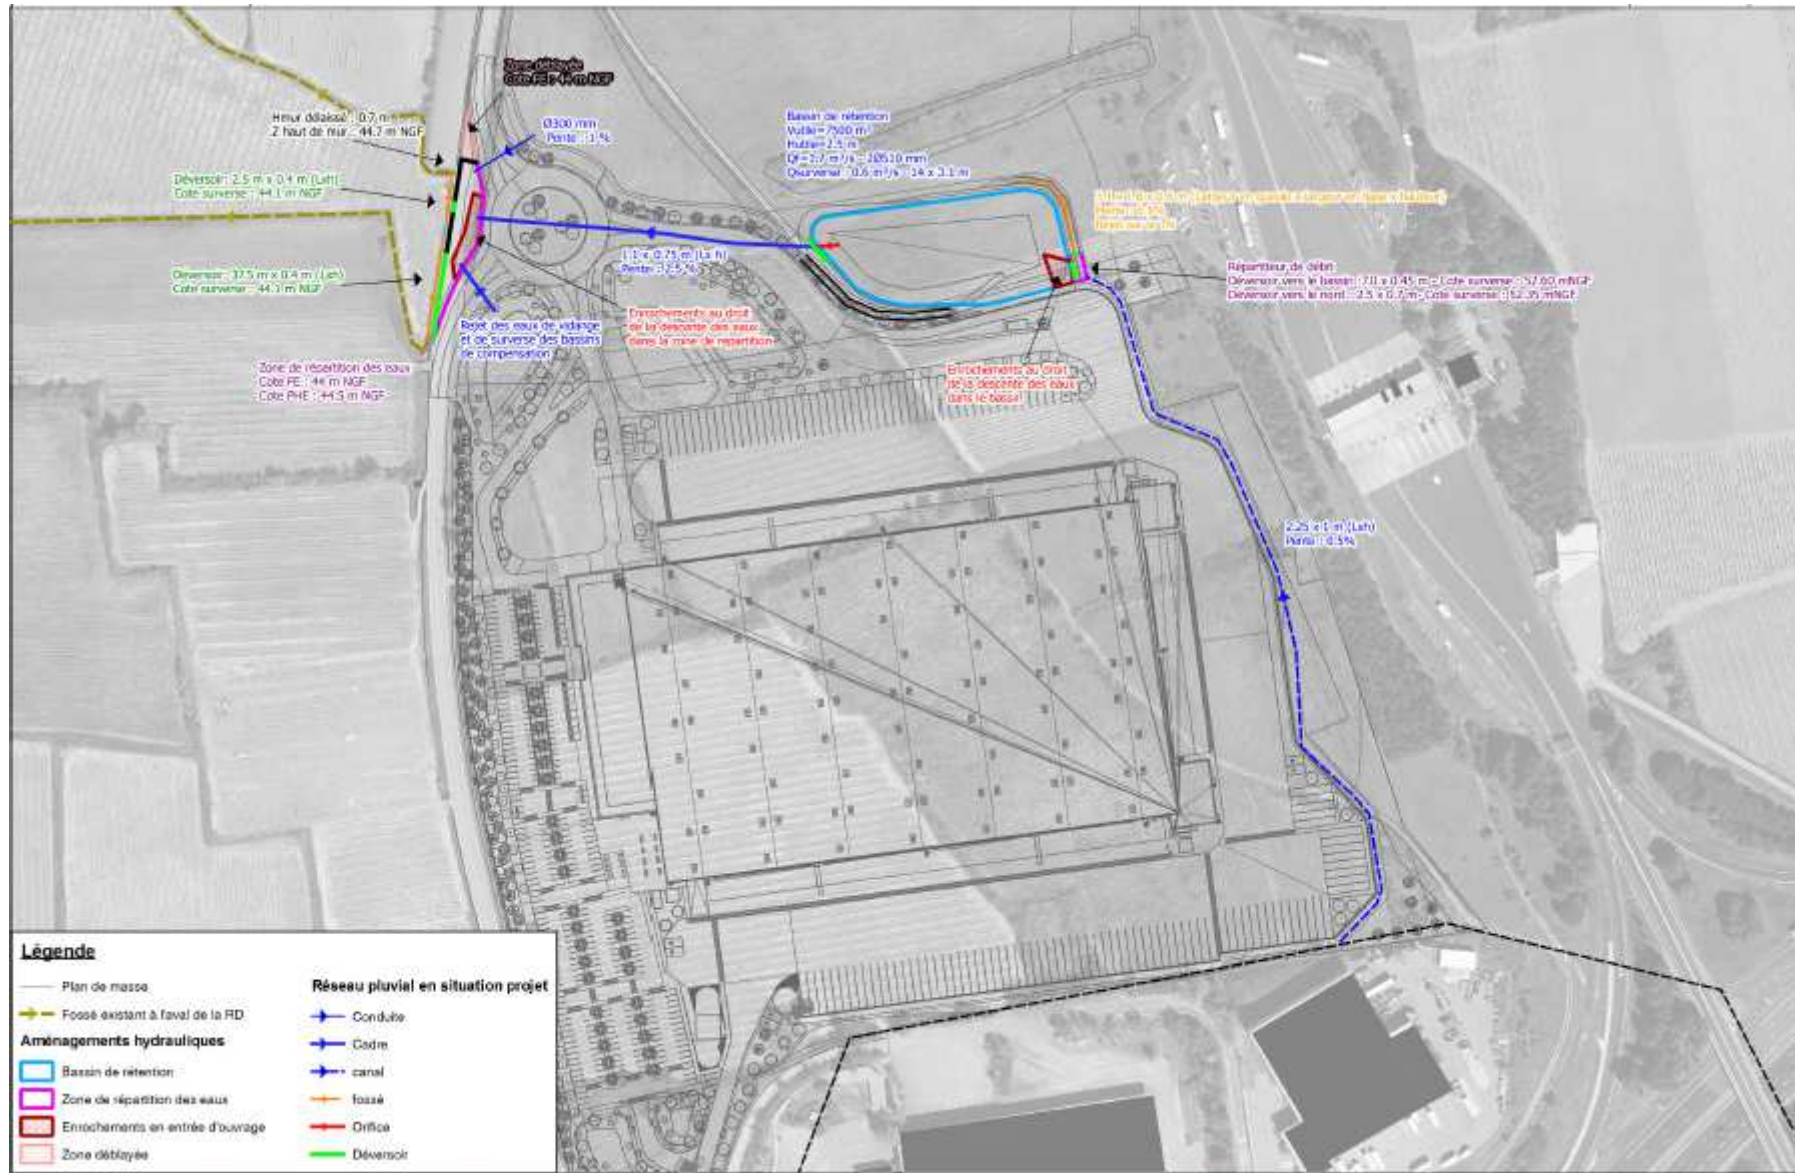 Zone déblayée
Cote FE : 44 m NGF
Hmur délaissé : 0.7 m
Z haut de mur : 44.7 m NGF
Ø300 mm
Pente : 1 %
Bassin de rétention
Vutile=7500 m³
Hutile=2.5 m
Qsurverse : 0.6 m³/s - 14 x 3.1 m
Déversoir : 2.5 m x 0.4 m (Lxh)
Cote surverse : 44.1 m NGF
Pente : 0.5%
1.1 x 0.75 m (Lx h)
Pente : 2.5 %
Déversoir : 37.5 m x 0.4 m (Lxh)
Cote surverse : 44.1 m NGF
Répartiteur de débit:
Déversoir vers le bassin : 7.0 x 0.45 m - Cote surverse : 52.60 mNGF
Déversoir vers le nord : 2.5 x 0.7 m - Cote surverse : 52.35 mNGF
Rejet des eaux de vidange
et de surverse des bassins
de compensation
Enrochements au droit
de la descente des eaux
dans la zone de répartition
Zone de répartition des eaux
Cote FE : 44 m NGF
Cote PHE : 44.5 m NGF
Enrochements au droit
de la descente des eaux
dans le bassin
2.25 x 1 m (Lxh)
Pente : 0.5%
Légende
Plan de masse
Fossé existant à l'aval de la RD
Aménagements hydrauliques
Bassin de rétention
Zone de répartition des eaux
Enrochements en entrée d'ouvrage
Zone déblayée
Réseau pluvial en situation projet
Conduite
Cadre
canal
fossé
Orifice
Déversoir